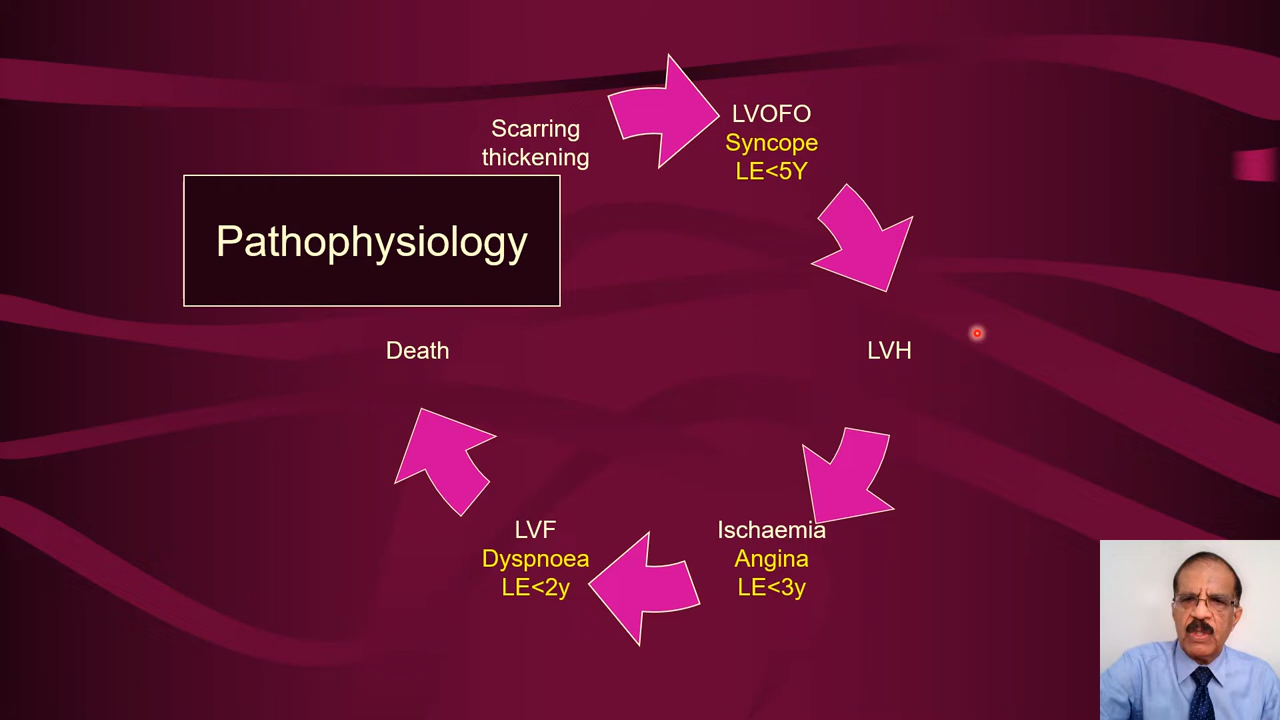 Pathophysiology
Scarring
thickening
LVOFO
Syncope
LE<5Y
LVH
Ischaemia
Angina
LE<3y
LVF
Dyspnoea
LE<2y
Death